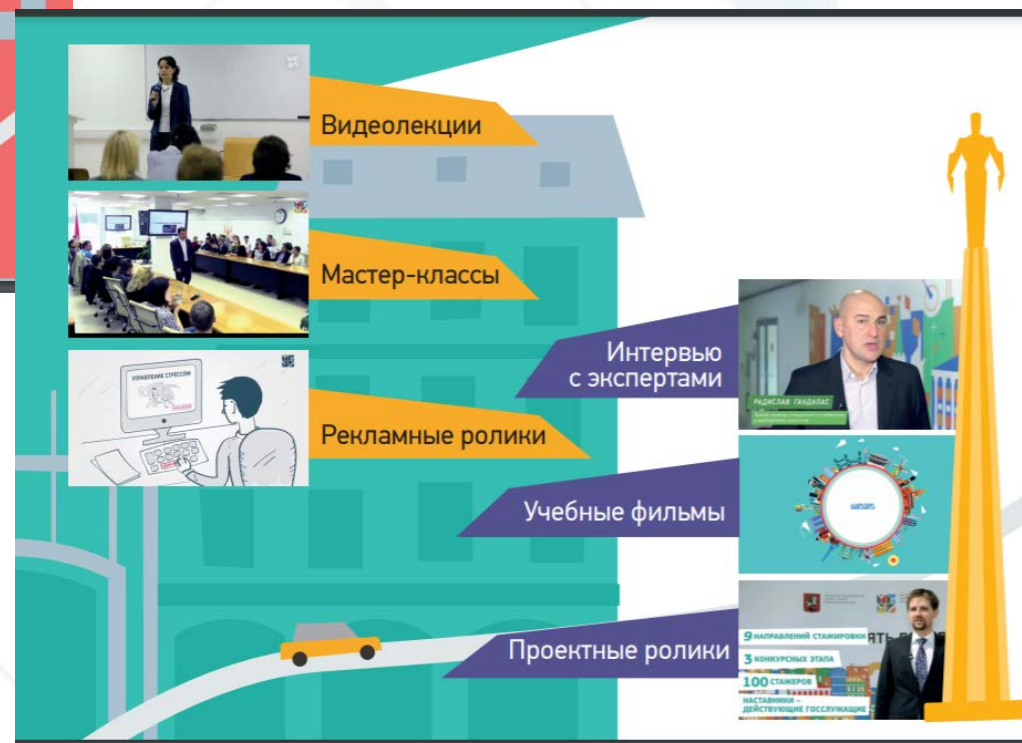 Видеолекции
Мастер-классы
УПРАВЛЕНИЕ СТРЕССОМ
Рекламные ролики
Интервью
с экспертами
РАДИСЛАВ ГАНДАПАС
Учебные фильмы
Проектные ролики
9 НАПРАВЛЕНИЙ СТАЖИРОВКИ
3 КОНКУРСНЫХ ЭТАПА
100 СТАЖЕРОВ
НАСТАВНИКИ –
ДЕЙСТВУЮЩИЕ ГОССЛУЖАЩИЕ